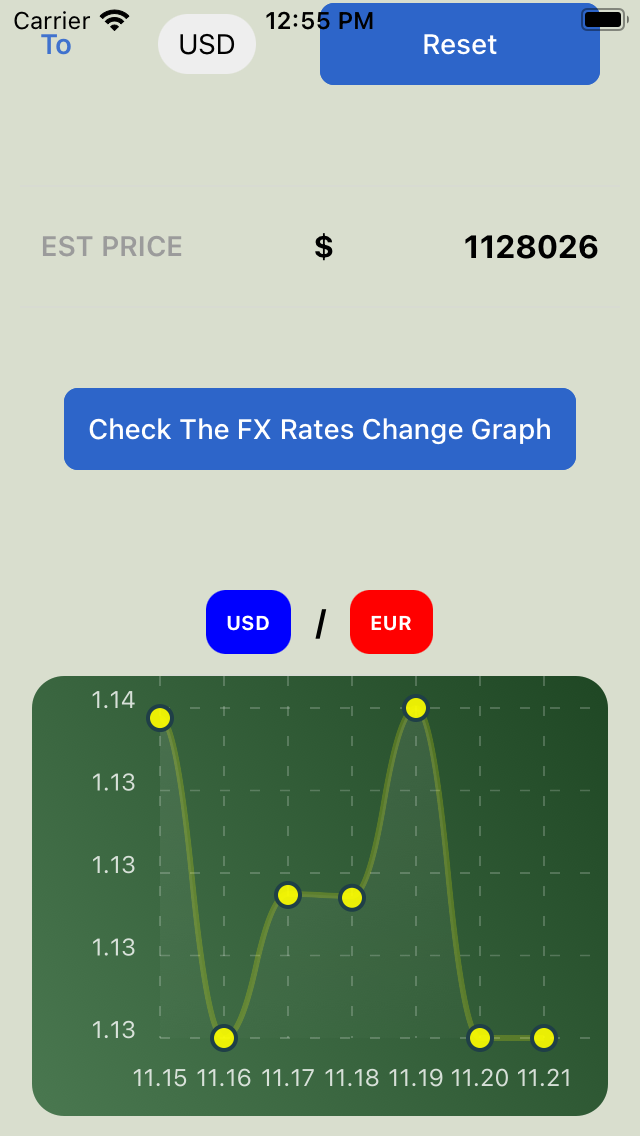 Carrier 12:55 PM
To USD Reset
EST PRICE $ 1128026
Check The FX Rates Change Graph
USD / EUR
1.14
1.13
1.13
1.13
1.13
11.15 11.16 11.17 11.18 11.19 11.20 11.21